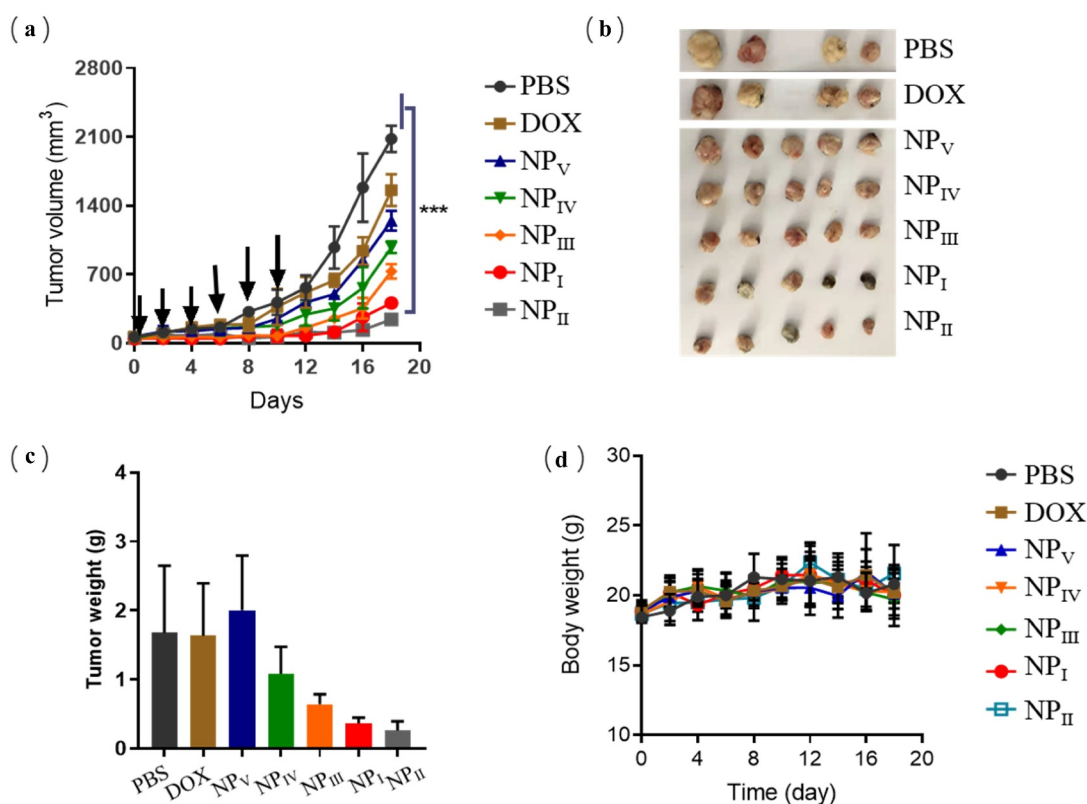 (a)
2800
2100
1400
700
0
Tumor volume (mm³)
0 4 8 12 16 20
Days
***
PBS
DOX
NPV
NPIV
NPIII
NPI
NPII
(b)
PBS
DOX
NPV
NPIV
NPIII
NPI
NPII
(c)
4
3
2
1
0
Tumor weight (g)
PBS DOX NPV NPIV NPIII NPI NPII
(d)
30
25
20
15
10
Body weight (g)
0 4 8 12 16 20
Time (day)
PBS
DOX
NPV
NPIV
NPIII
NPI
NPII